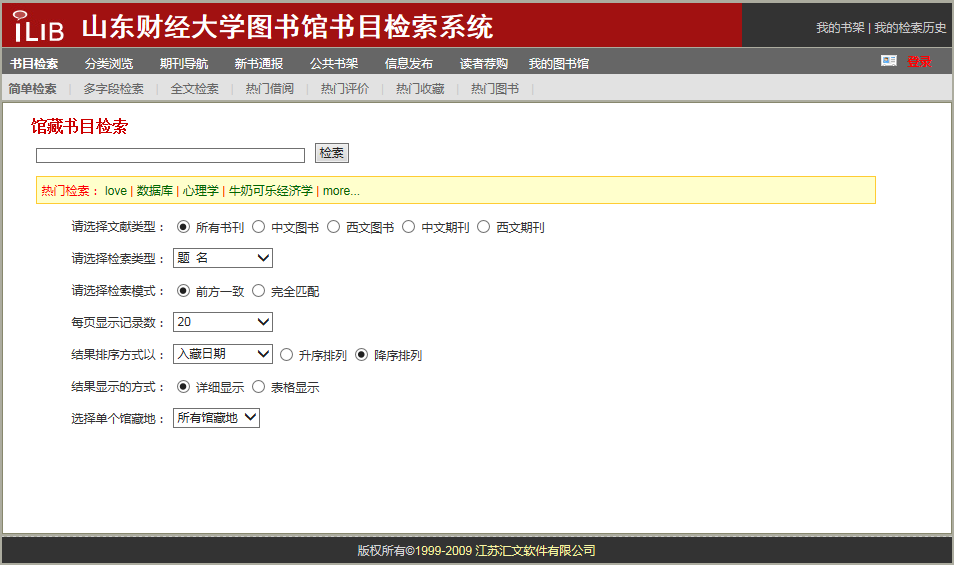 iLIB 山东财经大学图书馆书目检索系统
我的书架 | 我的检索历史
书目检索 分类浏览 期刊导航 新书通报 公共书架 信息发布 读者荐购 我的图书馆 登录
简单检索 | 多字段检索 | 全文检索 | 热门借阅 | 热门评价 | 热门收藏 | 热门图书 |
馆藏书目检索
检索
热门检索： love | 数据库 | 心理学 | 牛奶可乐经济学 | more...
请选择文献类型： 所有书刊 中文图书 西文图书 中文期刊 西文期刊
请选择检索类型： 题 名
请选择检索模式： 前方一致 完全匹配
每页显示记录数： 20
结果排序方式以： 入藏日期 升序排列 降序排列
结果显示的方式： 详细显示 表格显示
选择单个馆藏地： 所有馆藏地
版权所有©1999-2009 江苏汇文软件有限公司